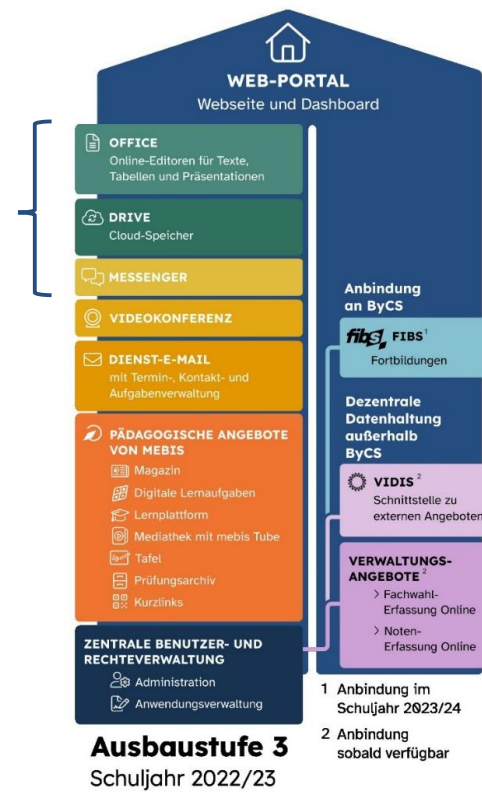 WEB-PORTAL
Webseite und Dashboard
OFFICE
Online-Editoren für Texte,
Tabellen und Präsentationen
DRIVE
Cloud-Speicher
MESSENGER
VIDEOKONFERENZ
DIENST-E-MAIL
mit Termin-, Kontakt- und
Aufgabenverwaltung
PÄDAGOGISCHE ANGEBOTE
VON MEBIS
Magazin
Digitale Lernaufgaben
Lernplattform
Mediathek mit mebis Tube
Tafel
Prüfungsarchiv
Kurzlinks
ZENTRALE BENUTZER- UND
RECHTEVERWALTUNG
Administration
Anwendungsverwaltung
Ausbaustufe 3
Schuljahr 2022/23
Anbindung
an ByCS
fibs FIBS¹
Fortbildungen
Dezentrale
Datenhaltung
außerhalb
ByCS
VIDIS²
Schnittstelle zu
externen Angeboten
VERWALTUNGS-
ANGEBOTE²
> Fachwahl-
Erfassung Online
> Noten-
Erfassung Online
1 Anbindung im
Schuljahr 2023/24
2 Anbindung
sobald verfügbar